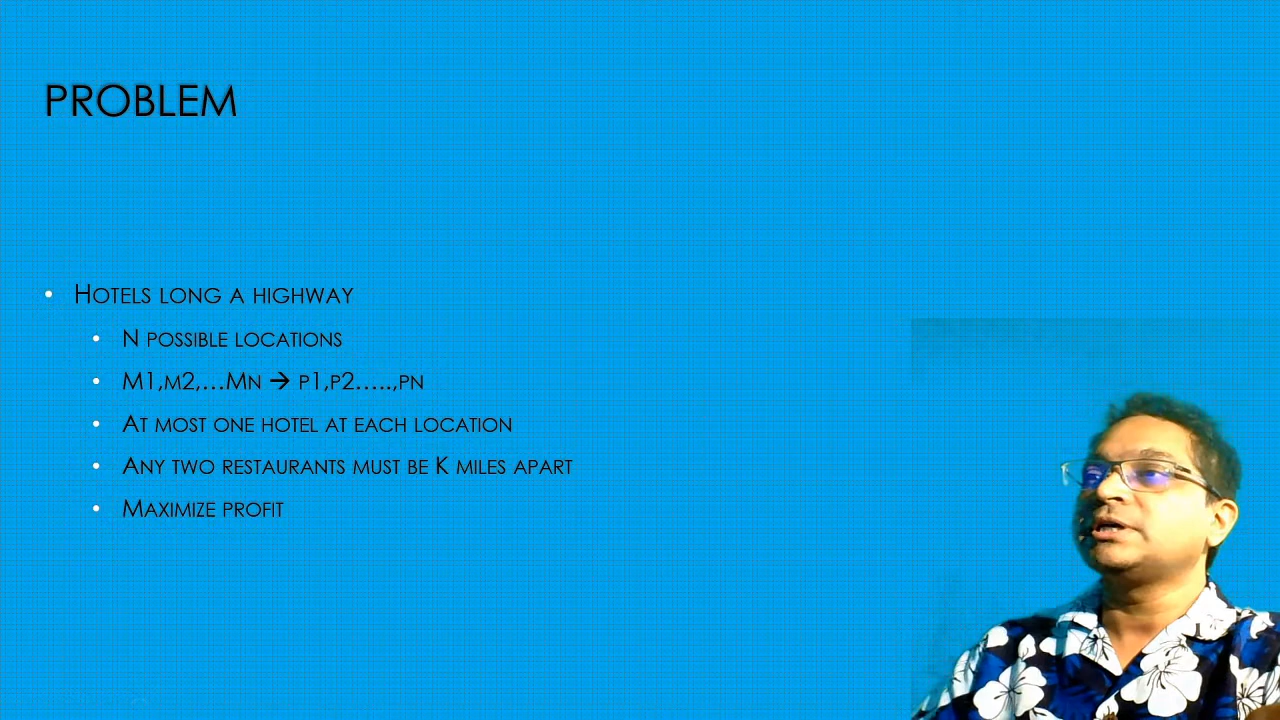 PROBLEM
• HOTELS LONG A HIGHWAY
• N POSSIBLE LOCATIONS
• M1,M2,…MN → P1,P2…..,PN
• AT MOST ONE HOTEL AT EACH LOCATION
• ANY TWO RESTAURANTS MUST BE K MILES APART
• MAXIMIZE PROFIT